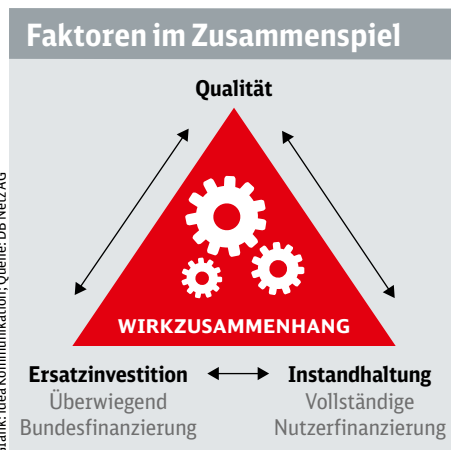 Faktoren im Zusammenspiel
Qualität
WIRKZUSAMMENHANG
Ersatzinvestition
Überwiegend
Bundesfinanzierung
Instandhaltung
Vollständige
Nutzerfinanzierung
Grafik: Idea Kommunikation; Quelle: DB Netz AG